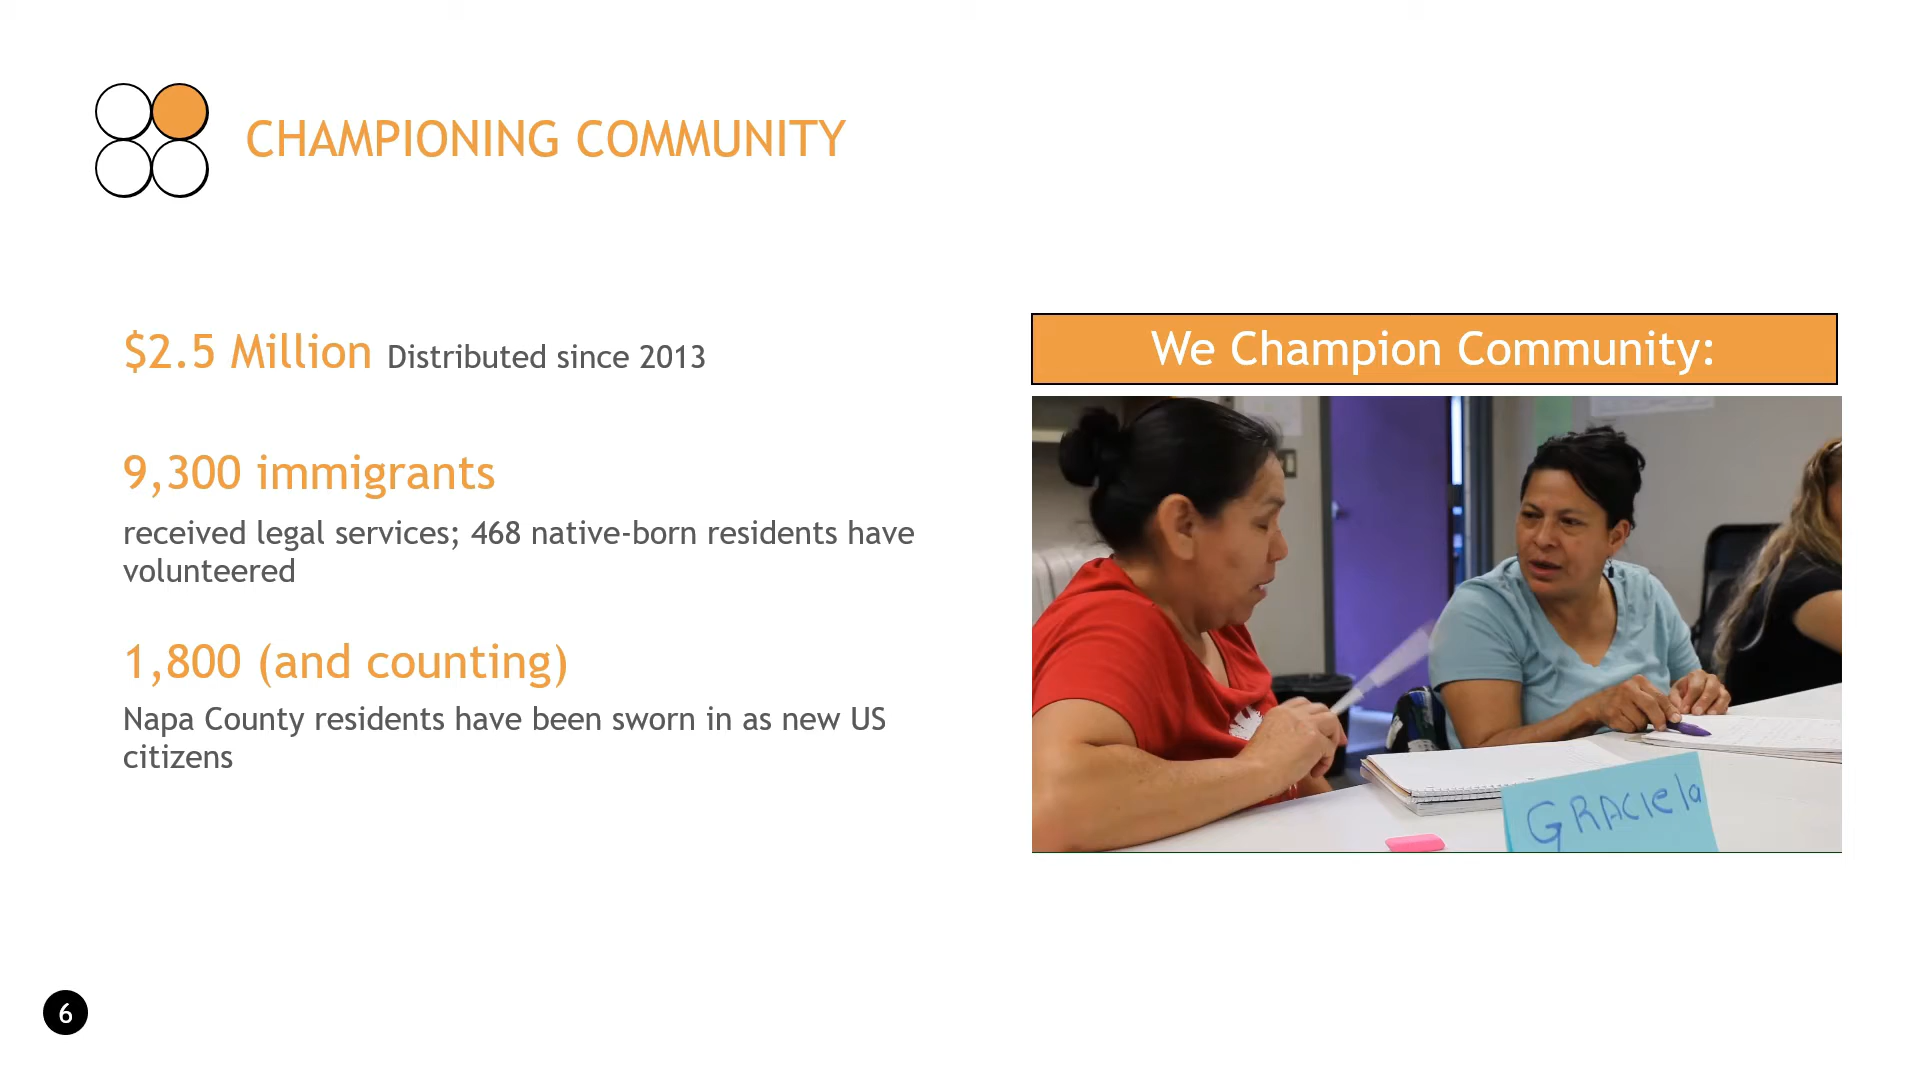 CHAMPIONING COMMUNITY
$2.5 Million Distributed since 2013
9,300 immigrants
received legal services; 468 native-born residents have
volunteered
1,800 (and counting)
Napa County residents have been sworn in as new US
citizens
We Champion Community:
GRACIela
6